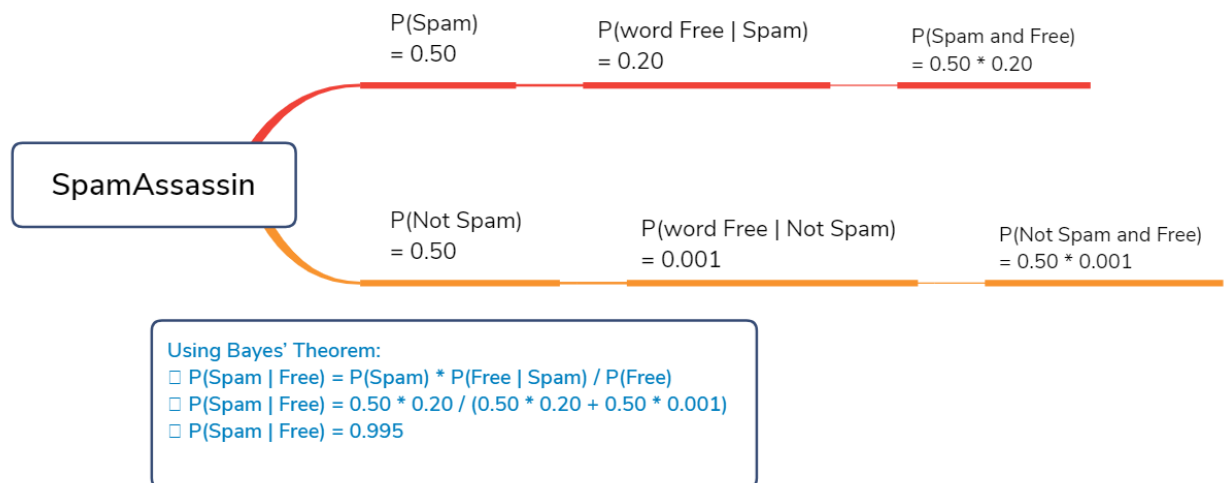 P(Spam)
= 0.50
P(word Free | Spam)
= 0.20
P(Spam and Free)
= 0.50 * 0.20
SpamAssassin
P(Not Spam)
= 0.50
P(word Free | Not Spam)
= 0.001
P(Not Spam and Free)
= 0.50 * 0.001
Using Bayes’ Theorem:
□ P(Spam | Free) = P(Spam) * P(Free | Spam) / P(Free)
□ P(Spam | Free) = 0.50 * 0.20 / (0.50 * 0.20 + 0.50 * 0.001)
□ P(Spam | Free) = 0.995